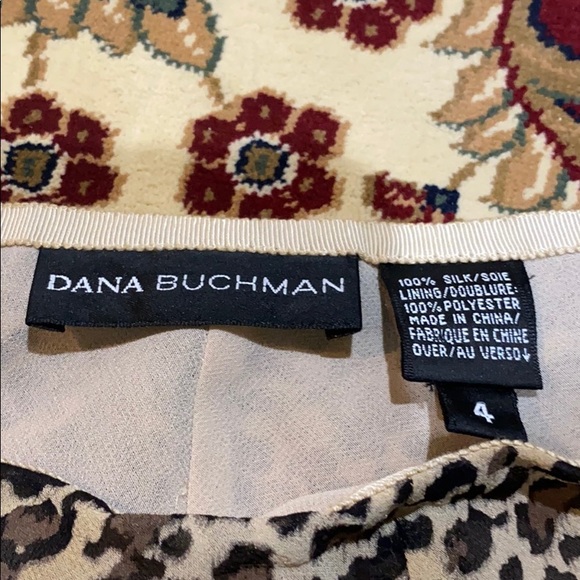 DANA BUCHMAN
100% SILK/SOIE
LINING/DOUBLURE:
100% POLYESTER
MADE IN CHINA/
FABRIQUE EN CHINE
OVER/AU VERSO↓
4